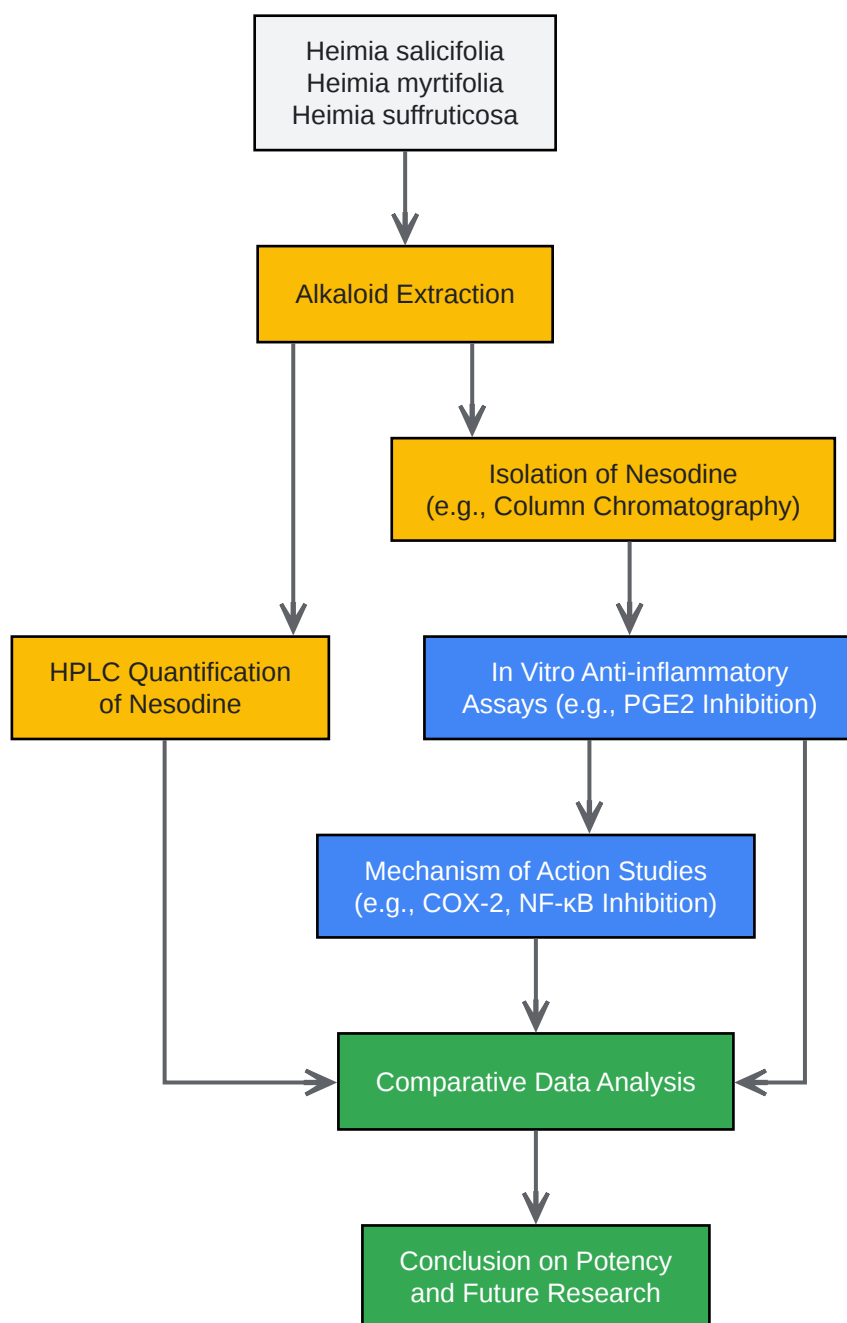 Heimia salicifolia
Heimia myrtifolia
Heimia suffruticosa
Alkaloid Extraction
Isolation of Nesodine
(e.g., Column Chromatography)
HPLC Quantification
of Nesodine
In Vitro Anti-inflammatory
Assays (e.g., PGE2 Inhibition)
Mechanism of Action Studies
(e.g., COX-2, NF-κB Inhibition)
Comparative Data Analysis
Conclusion on Potency
and Future Research